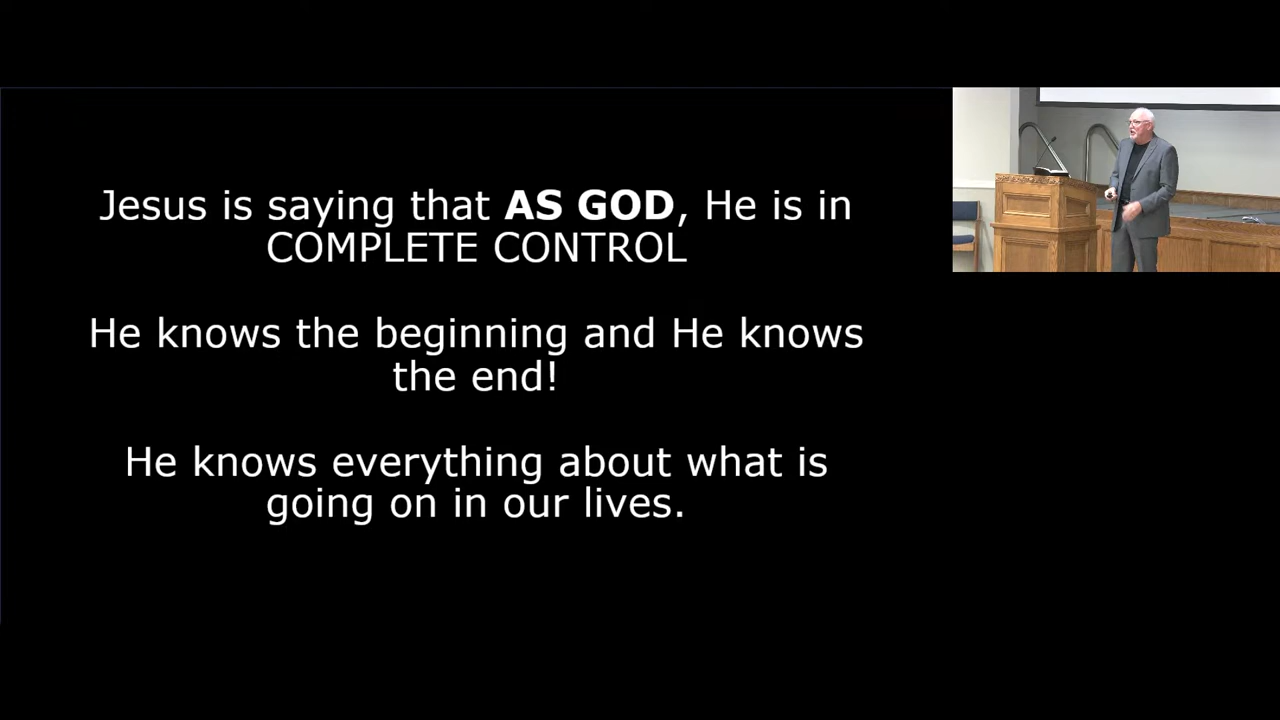 Jesus is saying that AS GOD, He is in
COMPLETE CONTROL
He knows the beginning and He knows
the end!
He knows everything about what is
going on in our lives.